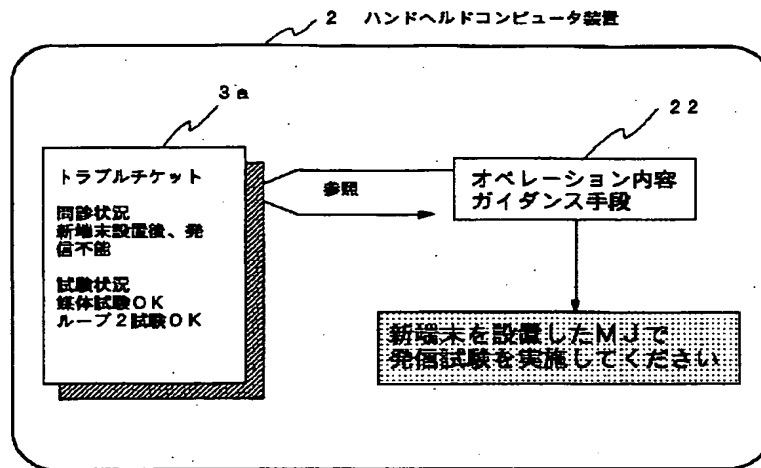 2 ハンドヘルドコンピュータ装置
3a
22
トラブルチケット
問診状況
新端末設置後、発
信不能
試験状況
媒体試験OK
ループ2試験OK
参照
オペレーション内容
ガイダンス手段
新端末を設置したMJで
発信試験を実施してください